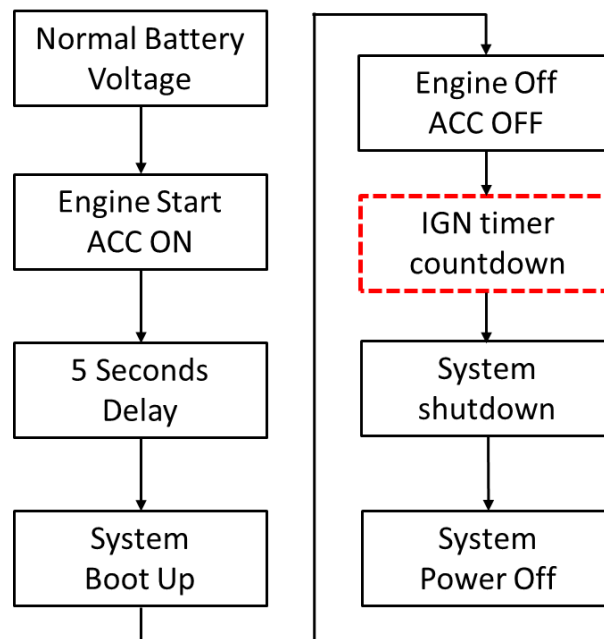 Normal Battery
Voltage
Engine Start
ACC ON
5 Seconds
Delay
System
Boot Up
Engine Off
ACC OFF
IGN timer
countdown
System
shutdown
System
Power Off